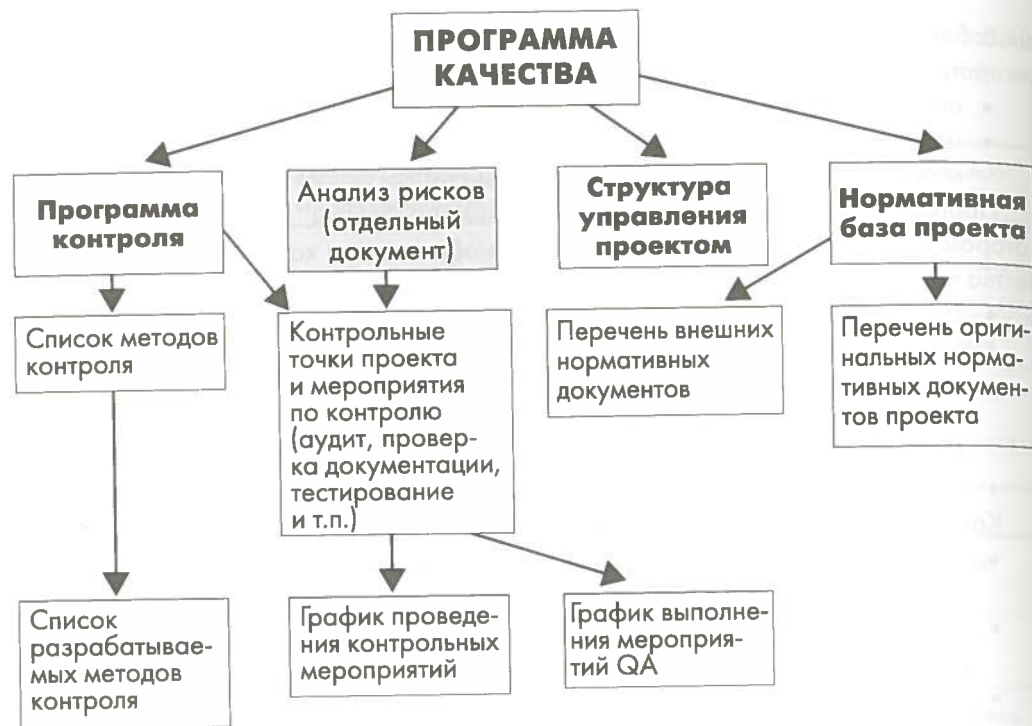 ПРОГРАММА
КАЧЕСТВА
Программа
контроля
Анализ рисков
(отдельный
документ)
Структура
управления
проектом
Нормативная
база проекта
Список методов
контроля
Контрольные
точки проекта
и мероприятия
по контролю
(аудит, провер-
ка документации,
тестирование
и т.п.)
Перечень внешних
нормативных
документов
Перечень ориги-
нальных норма-
тивных докумен-
тов проекта
Список
разрабатывае-
мых методов
контроля
График проведе-
ния контрольных
мероприятий
График выполне-
ния мероприя-
тий QA